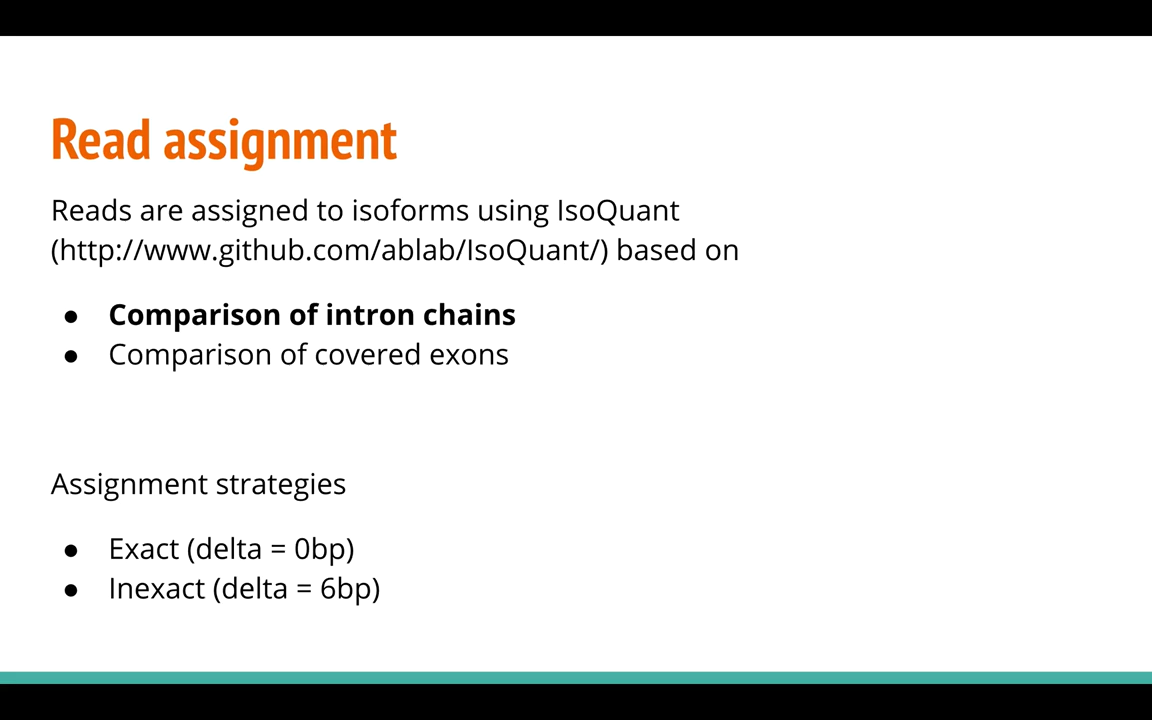 Read assignment
Reads are assigned to isoforms using IsoQuant
(http://www.github.com/ablab/IsoQuant/) based on
● Comparison of intron chains
● Comparison of covered exons
Assignment strategies
● Exact (delta = 0bp)
● Inexact (delta = 6bp)